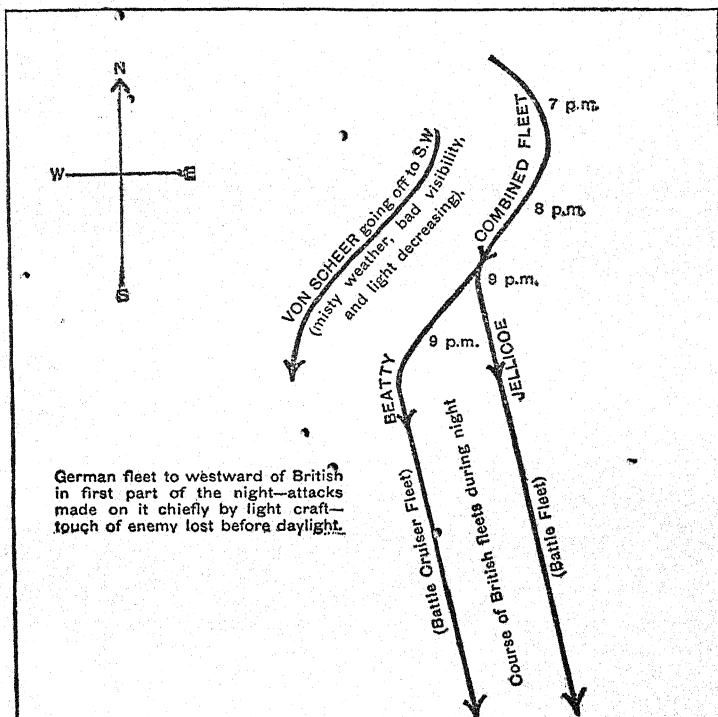 N
W
E
S
7 p.m.
COMBINED FLEET
8 p.m.
VON SCHEER going off to S.W
(misty weather, bad visibility,
and light decreasing).
9 p.m.
9 p.m.
BEATTY
JELLICOE
German fleet to westward of British
in first part of the night—attacks
made on it chiefly by light craft—
touch of enemy lost before daylight.
(Battle Cruiser Fleet)
Course of British fleets during night
(Battle Fleet)